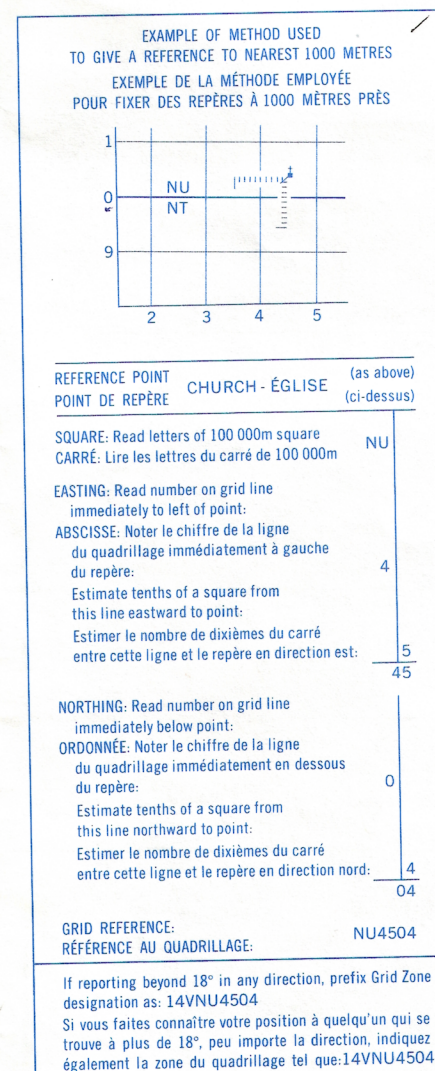 EXAMPLE OF METHOD USED
TO GIVE A REFERENCE TO NEAREST 1000 METRES
EXEMPLE DE LA MÉTHODE EMPLOYÉE
POUR FIXER DES REPÈRES À 1000 MÈTRES PRÈS
1
NU
0
NT
9
2 3 4 5
REFERENCE POINT CHURCH - ÉGLISE (as above)
POINT DE REPÈRE (ci-dessus)
SQUARE: Read letters of 100 000m square NU
CARRÉ: Lire les lettres du carré de 100 000m
EASTING: Read number on grid line
immediately to left of point:
ABSCISSE: Noter le chiffre de la ligne
du quadrillage immédiatement à gauche
du repère: 4
Estimate tenths of a square from
this line eastward to point:
Estimer le nombre de dixièmes du carré
entre cette ligne et le repère en direction est: 5
45
NORTHING: Read number on grid line
immediately below point:
ORDONNÉE: Noter le chiffre de la ligne
du quadrillage immédiatement en dessous
du repère: 0
Estimate tenths of a square from
this line northward to point:
Estimer le nombre de dixièmes du carré
entre cette ligne et le repère en direction nord: 4
04
GRID REFERENCE: NU4504
RÉFÉRENCE AU QUADRILLAGE:
If reporting beyond 18° in any direction, prefix Grid Zone
designation as: 14VNU4504
Si vous faites connaître votre position à quelqu'un qui se
trouve à plus de 18°, peu importe la direction, indiquez
également la zone du quadrillage tel que:14VNU4504